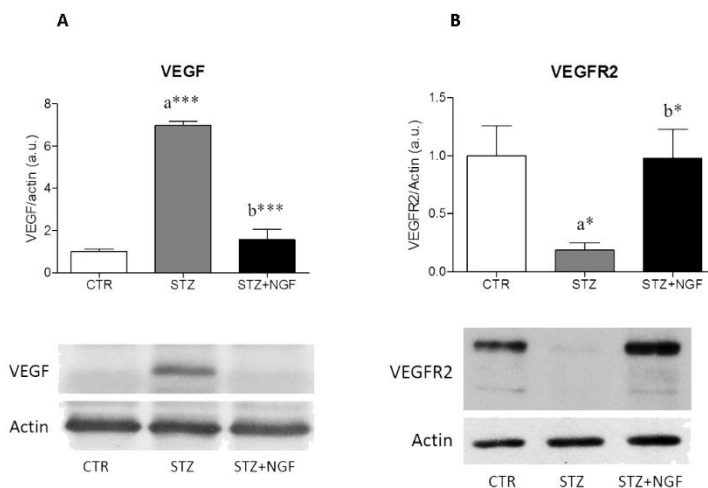 A
VEGF
VEGF/actin (a.u.)
8
6
4
2
0
a***
b***
CTR STZ STZ+NGF
VEGF
Actin
CTR STZ STZ+NGF
B
VEGFR2
VEGFR2/Actin (a.u.)
1.5
1.0
0.5
0.0
a*
b*
CTR STZ STZ+NGF
VEGFR2
Actin
CTR STZ STZ+NGF